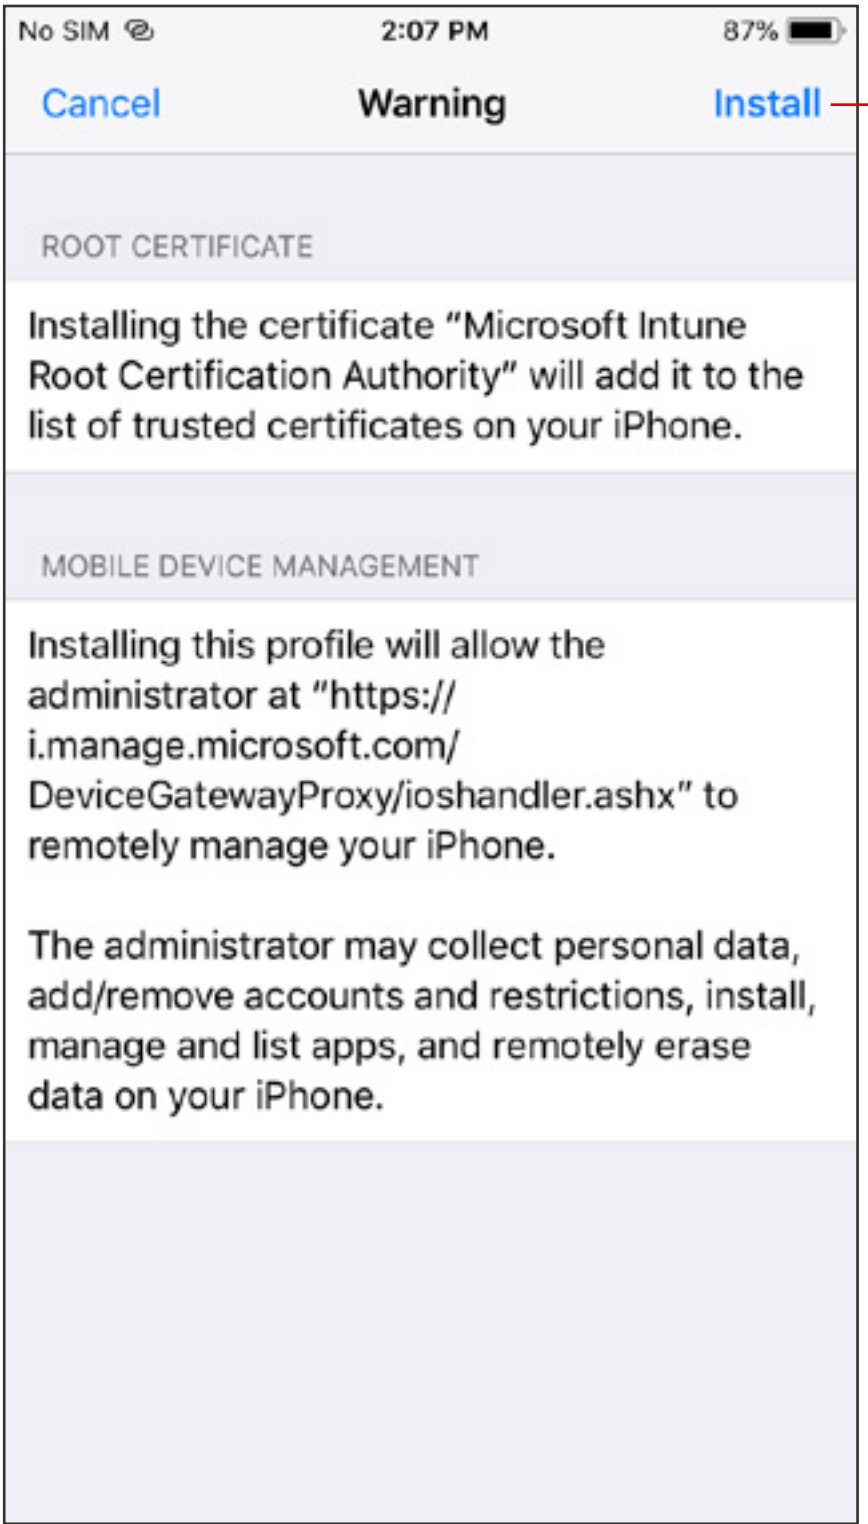 No SIM 2:07 PM 87%
Cancel Warning Install
ROOT CERTIFICATE
Installing the certificate “Microsoft Intune
Root Certification Authority” will add it to the
list of trusted certificates on your iPhone.
MOBILE DEVICE MANAGEMENT
Installing this profile will allow the
administrator at “https://
i.manage.microsoft.com/
DeviceGatewayProxy/ioshandler.ashx” to
remotely manage your iPhone.
The administrator may collect personal data,
add/remove accounts and restrictions, install,
manage and list apps, and remotely erase
data on your iPhone.